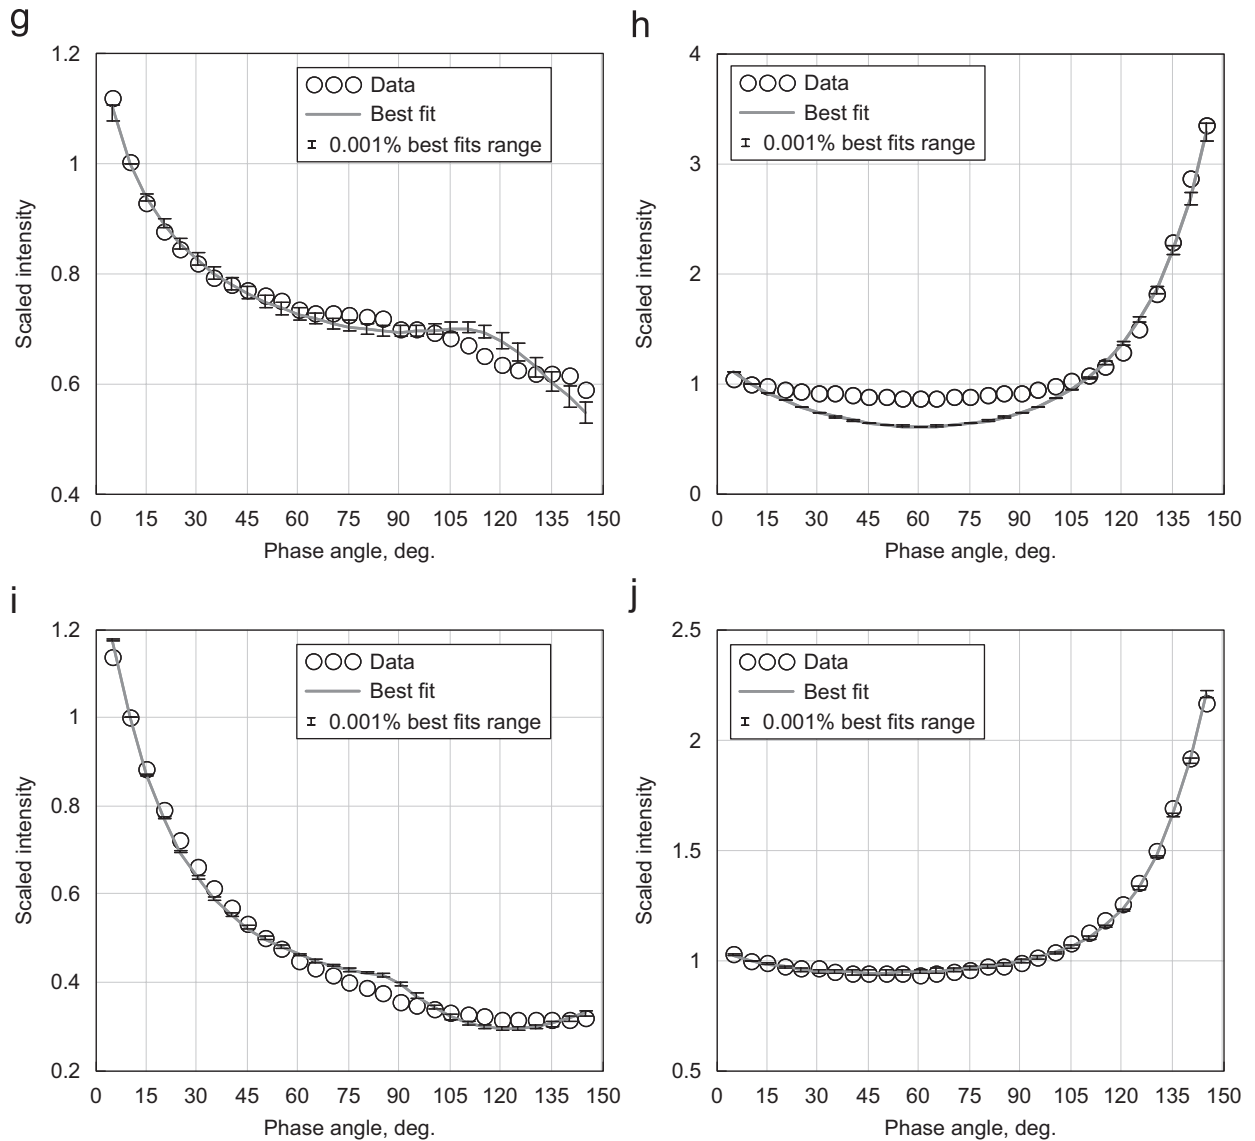 g
1.2
1
0.8
0.6
0.4
Scaled intensity
Data
Best fit
0.001% best fits range
0 15 30 45 60 75 90 105 120 135 150
Phase angle, deg.
h
4
3
2
1
0
Scaled intensity
Data
Best fit
0.001% best fits range
0 15 30 45 60 75 90 105 120 135 150
Phase angle, deg.
i
1.2
1
0.8
0.6
0.4
0.2
Scaled intensity
Data
Best fit
0.001% best fits range
0 15 30 45 60 75 90 105 120 135 150
Phase angle, deg.
j
2.5
2
1.5
1
0.5
Scaled intensity
Data
Best fit
0.001% best fits range
0 15 30 45 60 75 90 105 120 135 150
Phase angle, deg.